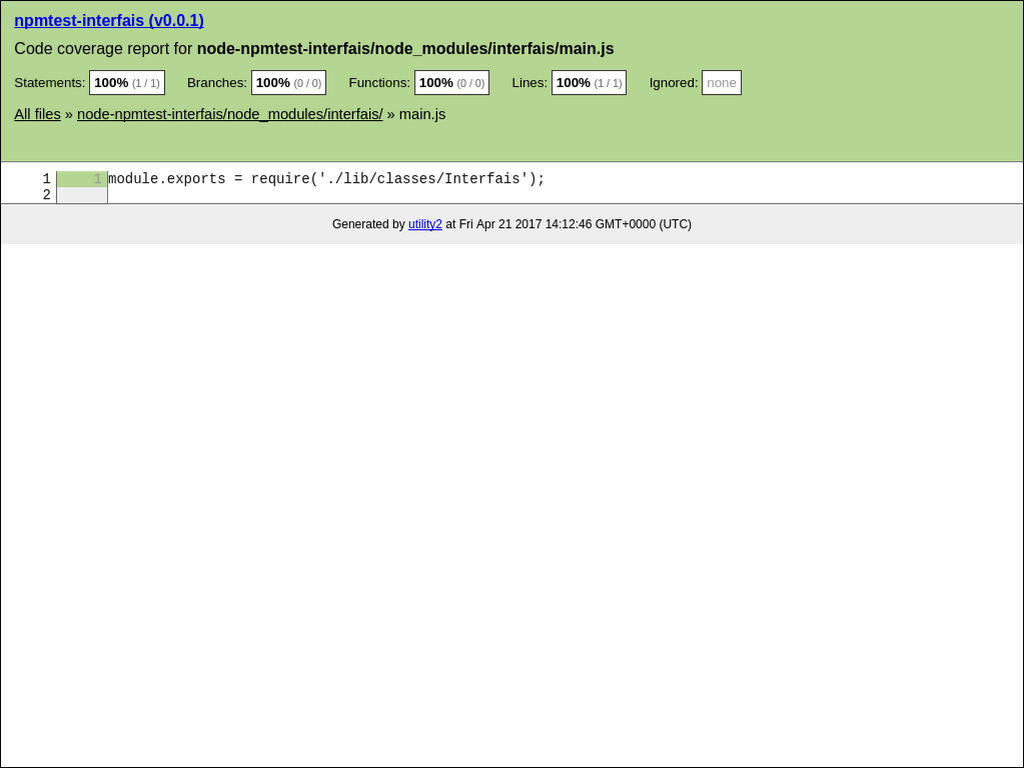 npmtest-interfais (v0.0.1)
Code coverage report for node-npmtest-interfais/node_modules/interfais/main.js
Statements: 100% (1 / 1) Branches: 100% (0 / 0) Functions: 100% (0 / 0) Lines: 100% (1 / 1) Ignored: none
All files » node-npmtest-interfais/node_modules/interfais/ » main.js
1 1 module.exports = require('./lib/classes/Interfais');
2
Generated by utility2 at Fri Apr 21 2017 14:12:46 GMT+0000 (UTC)